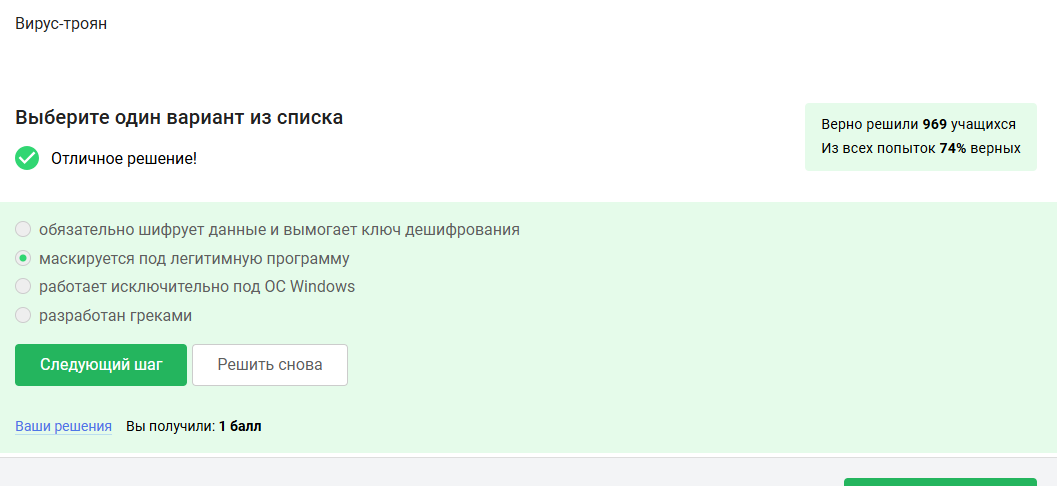 Вирус-троян
Выберите один вариант из списка
Отличное решение!
Верно решили 969 учащихся
Из всех попыток 74% верных
обязательно шифрует данные и вымогает ключ дешифрования
маскируется под легитимную программу
работает исключительно под ОС Windows
разработан греками
Следующий шаг
Решить снова
Ваши решения Вы получили: 1 балл